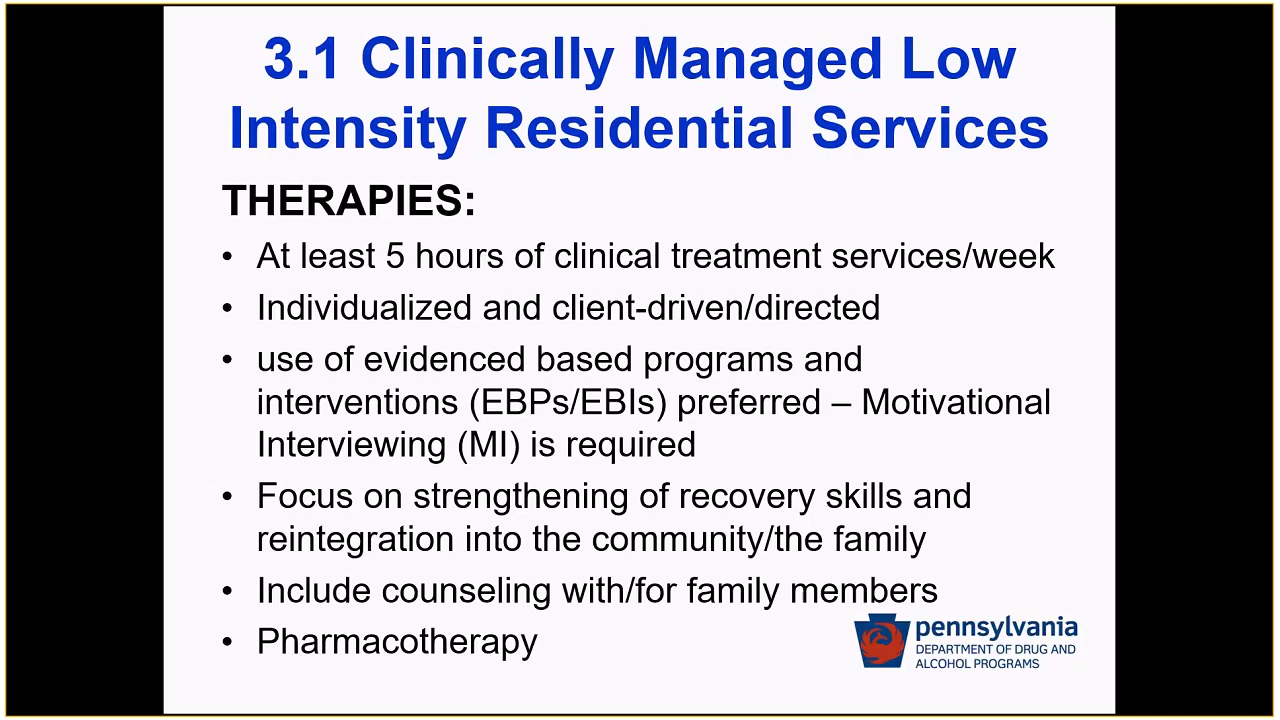 3.1 Clinically Managed Low
Intensity Residential Services
THERAPIES:
• At least 5 hours of clinical treatment services/week
• Individualized and client-driven/directed
• use of evidenced based programs and
interventions (EBPs/EBIs) preferred – Motivational
Interviewing (MI) is required
• Focus on strengthening of recovery skills and
reintegration into the community/the family
• Include counseling with/for family members
• Pharmacotherapy
pennsylvania
DEPARTMENT OF DRUG AND
ALCOHOL PROGRAMS